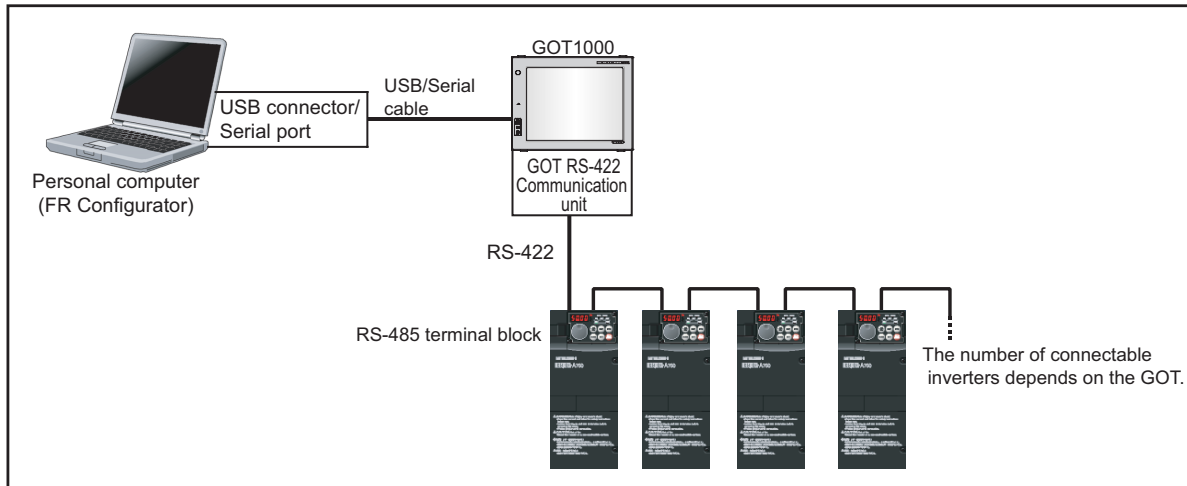 GOT1000
USB/Serial
cable
USB connector/
Serial port
Personal computer
(FR Configurator)
GOT RS-422
Communication
unit
RS-422
RS-485 terminal block
The number of connectable
inverters depends on the GOT.